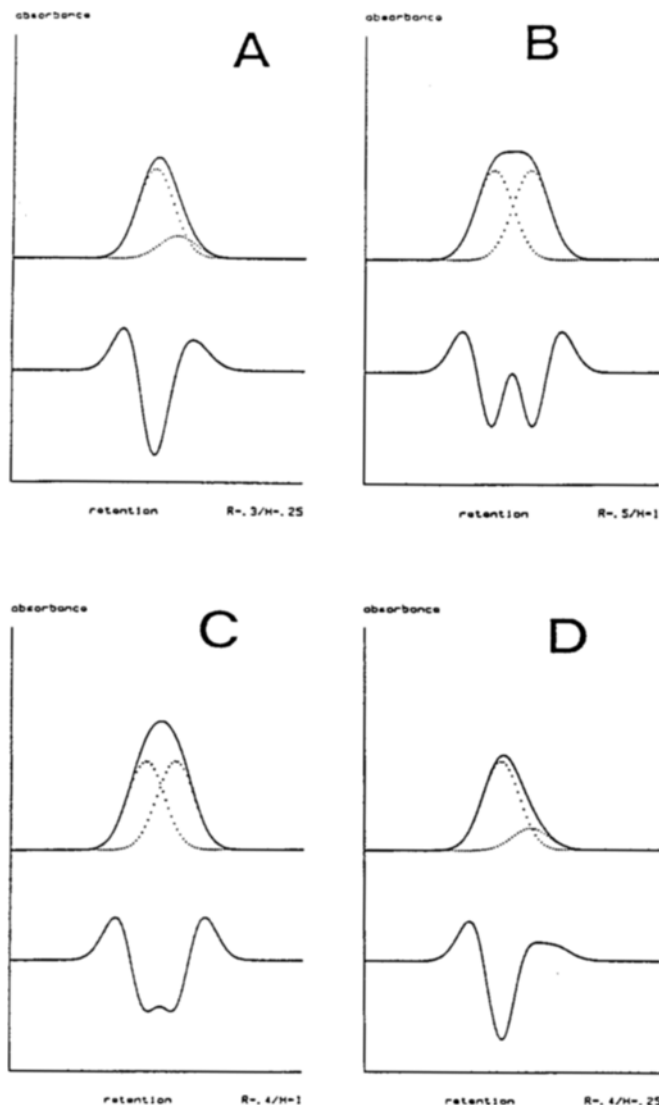 absorbance
A
retention R=.3/H=.25
absorbance
B
retention R=.5/H=1
absorbance
C
retention R=.4/H=1
absorbance
D
retention R=.4/H=.25